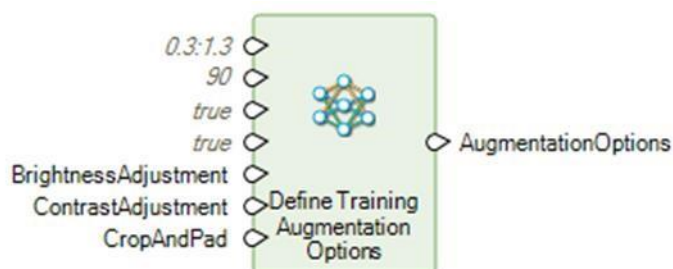 0.3:1.3
90
true
true
BrightnessAdjustment
ContrastAdjustment
CropAndPad
Define Training
Augmentation
Options
AugmentationOptions